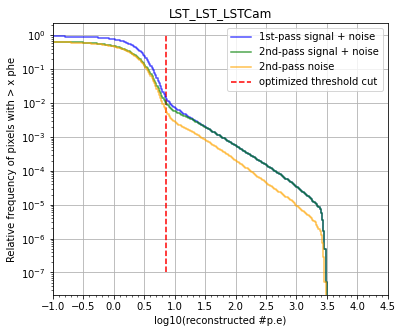 LST_LST_LSTCam
Relative frequency of pixels with > x phe
10⁰
10⁻¹
10⁻²
10⁻³
10⁻⁴
10⁻⁵
10⁻⁶
10⁻⁷
1st-pass signal + noise
2nd-pass signal + noise
2nd-pass noise
optimized threshold cut
−1.0 −0.5 0.0 0.5 1.0 1.5 2.0 2.5 3.0 3.5 4.0 4.5
log10(reconstructed #p.e)